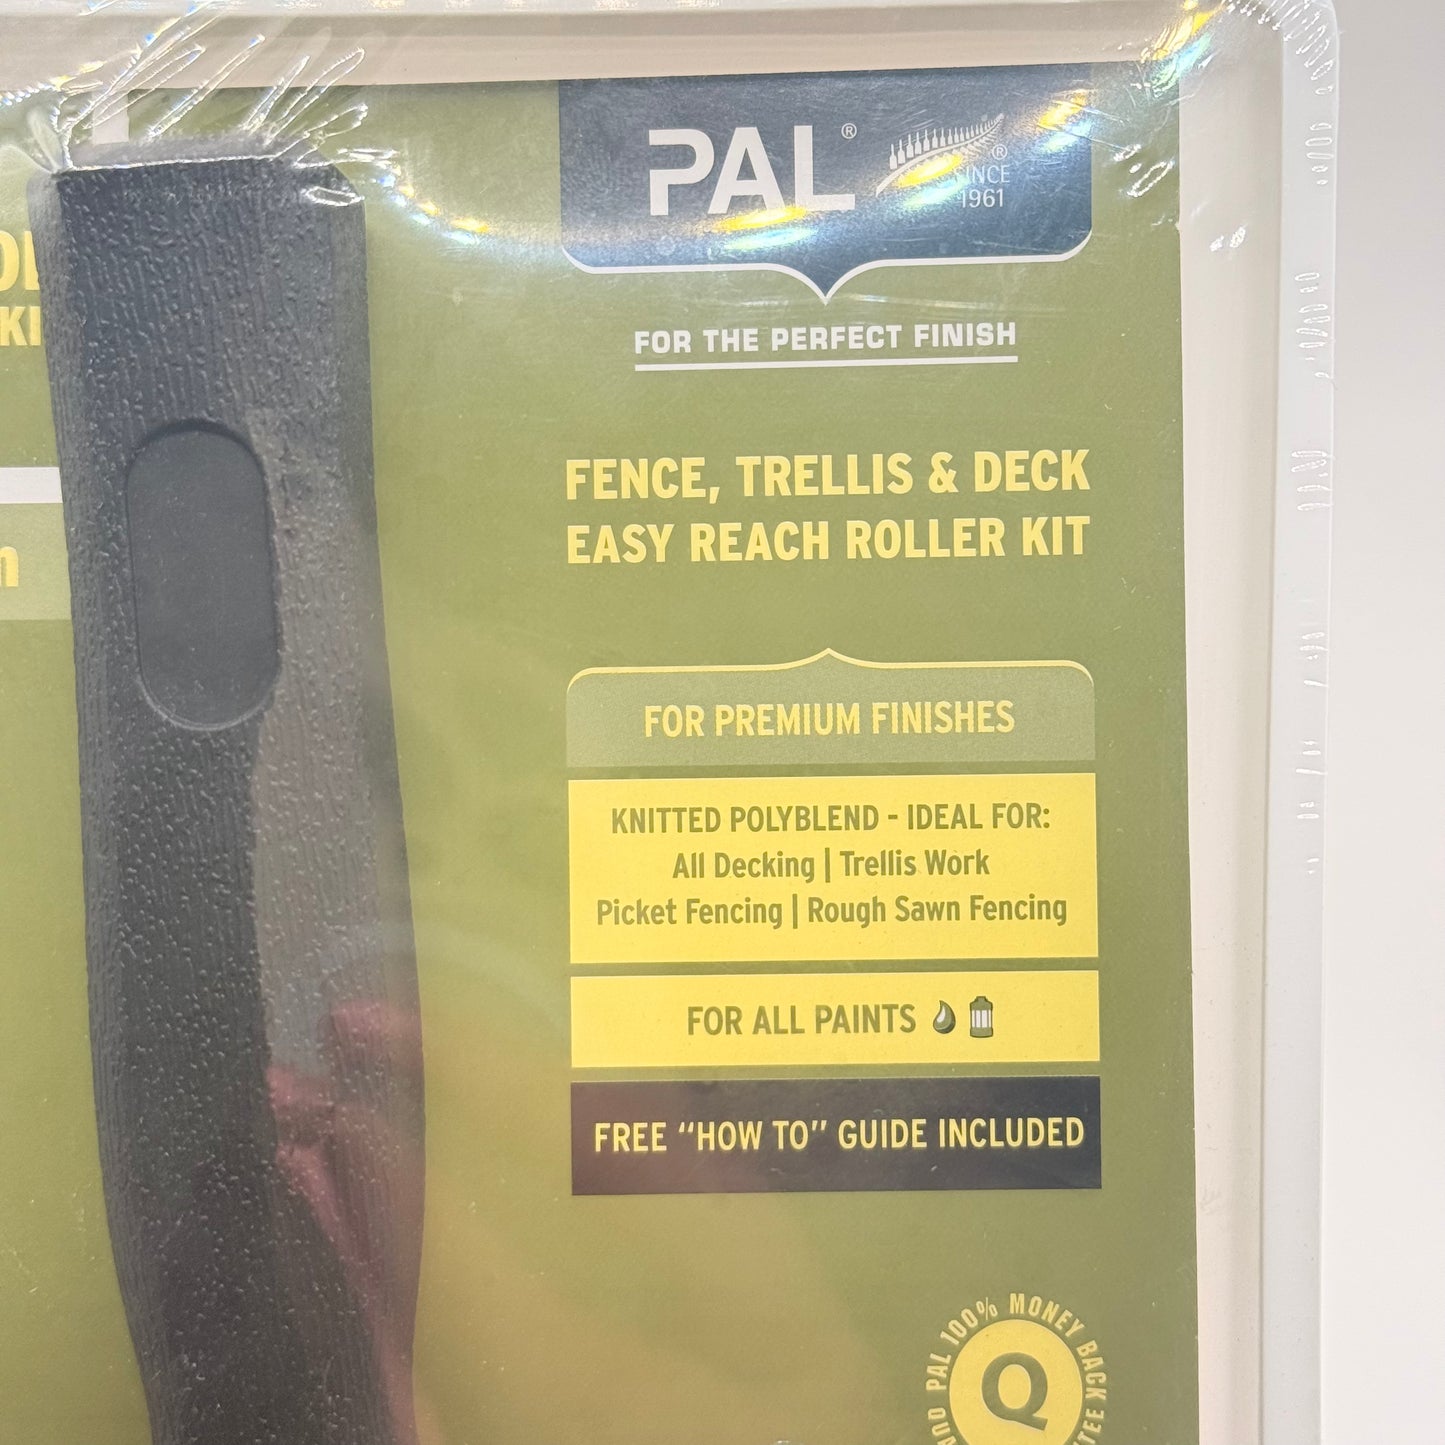 PAL®
®
SINCE
1961
FOR THE PERFECT FINISH
FENCE, TRELLIS & DECK
EASY REACH ROLLER KIT
FOR PREMIUM FINISHES
KNITTED POLYBLEND - IDEAL FOR:
All Decking | Trellis Work
Picket Fencing | Rough Sawn Fencing
FOR ALL PAINTS
FREE “HOW TO” GUIDE INCLUDED
PAL 100% MONEY BACK
Q